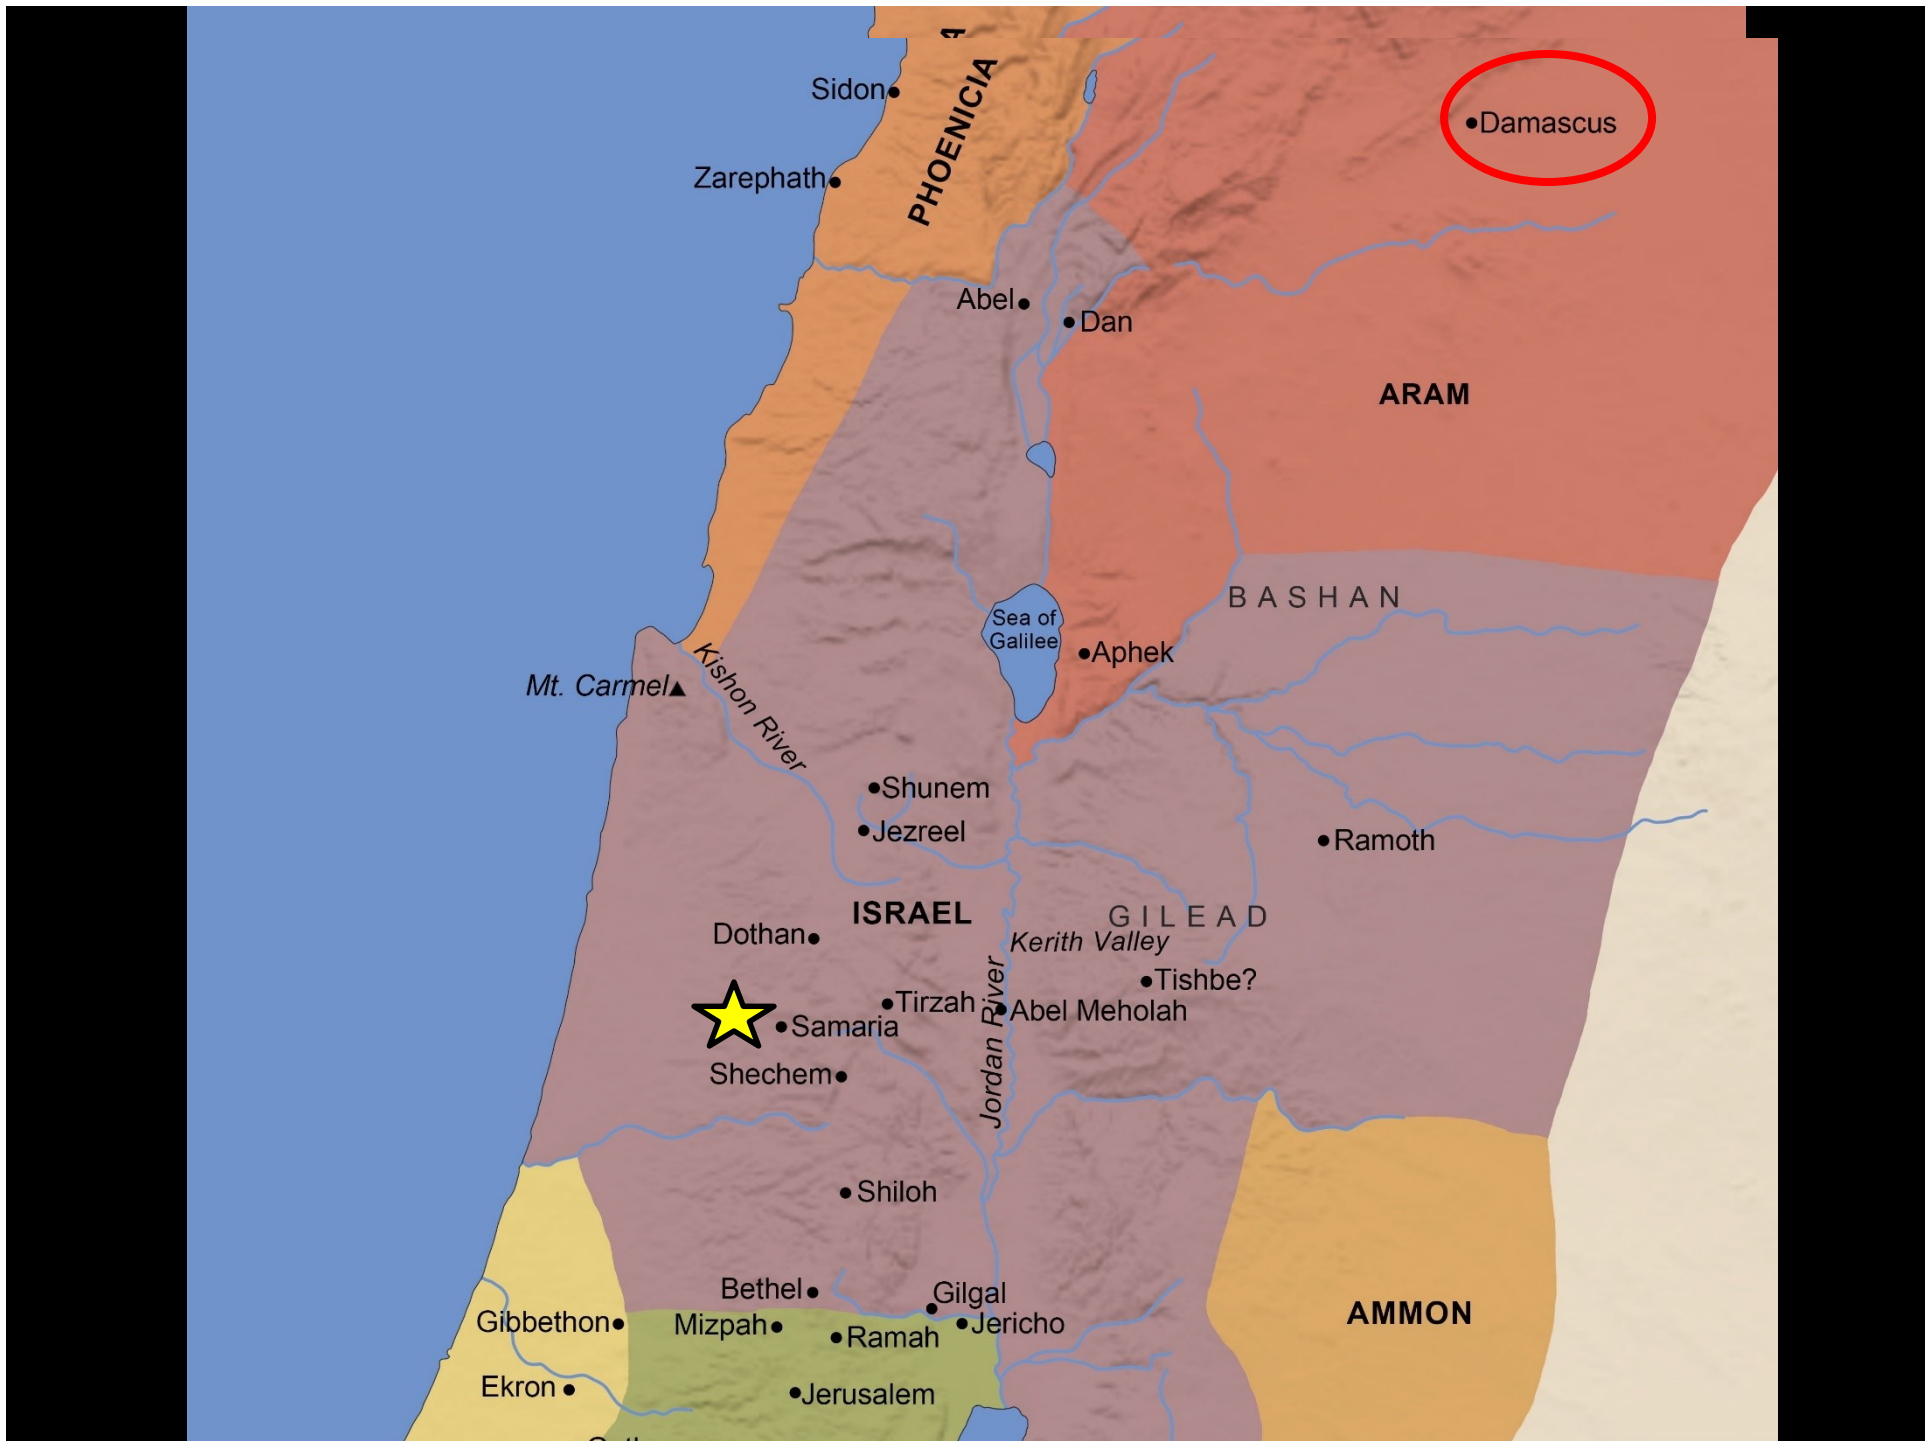 A
PHOENICIA
Sidon
Damascus
Zarephath
Abel
Dan
ARAM
BASHAN
Sea of
Galilee
Aphek
Kishon River
Mt. Carmel
Shunem
Jezreel
Ramoth
ISRAEL
GILEAD
Dothan
Kerith Valley
Tishbe?
Tirzah
Abel Meholah
Samaria
Jordan River
Shechem
Shiloh
Bethel
Gilgal
Gibbethon
Mizpah
Ramah
Jericho
AMMON
Ekron
Jerusalem